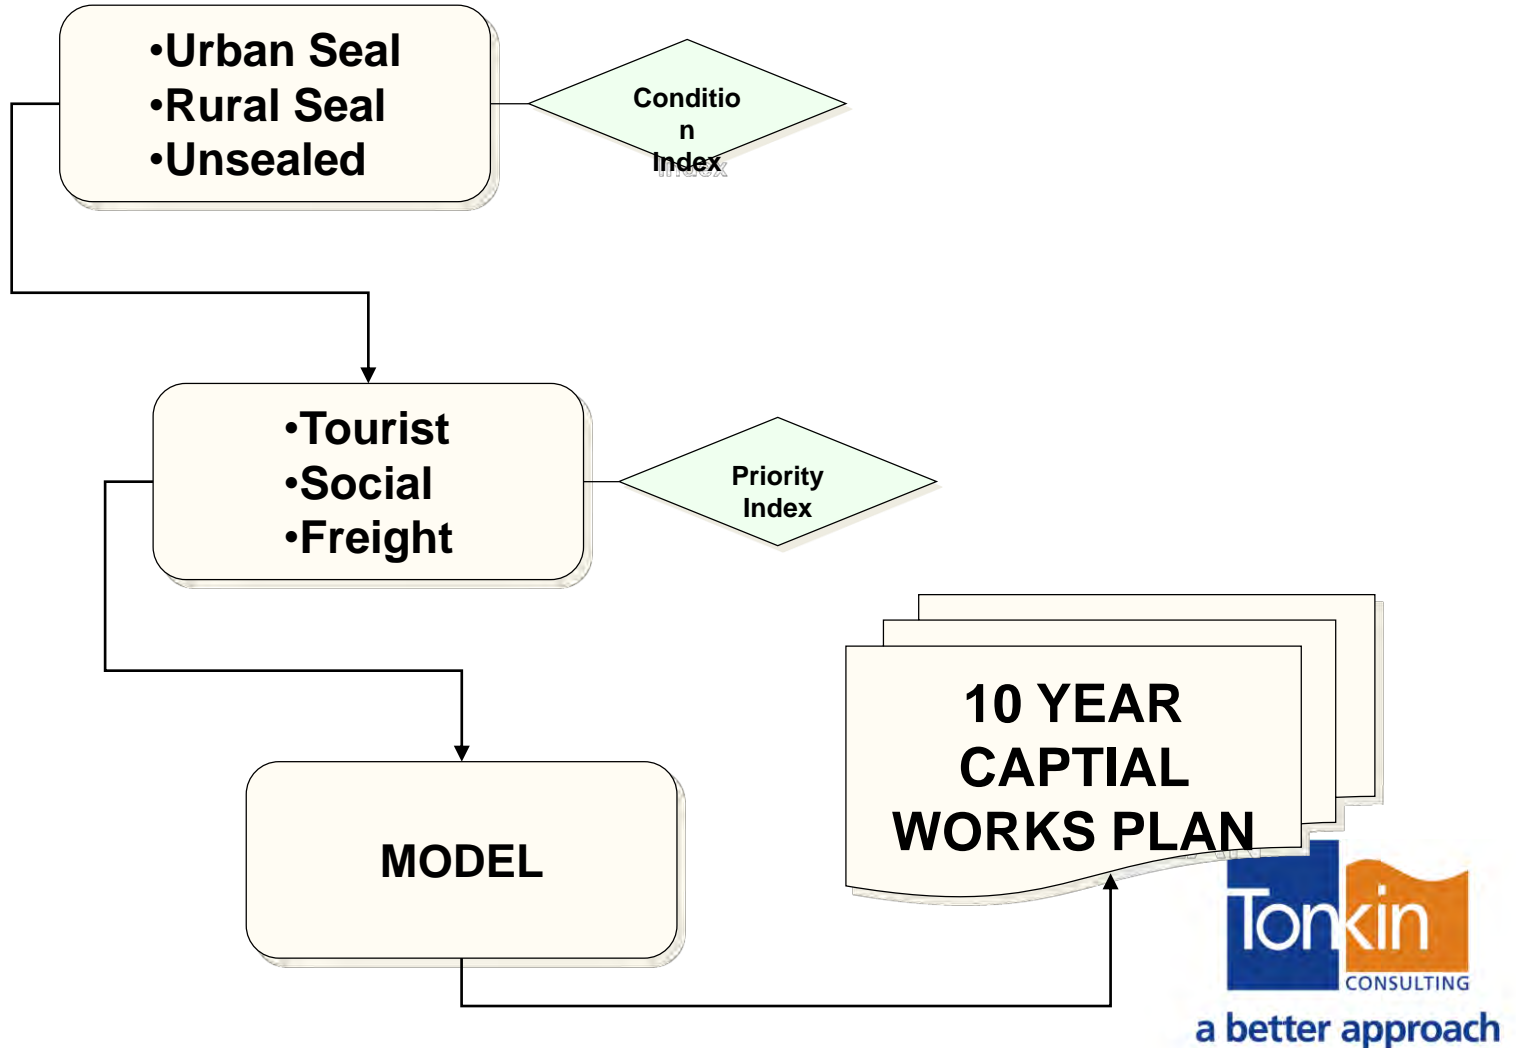 •Urban Seal
•Rural Seal
•Unsealed
Conditio
n
Index
•Tourist
•Social
•Freight
Priority
Index
MODEL
10 YEAR
CAPTIAL
WORKS PLAN
Tonkin
CONSULTING
a better approach